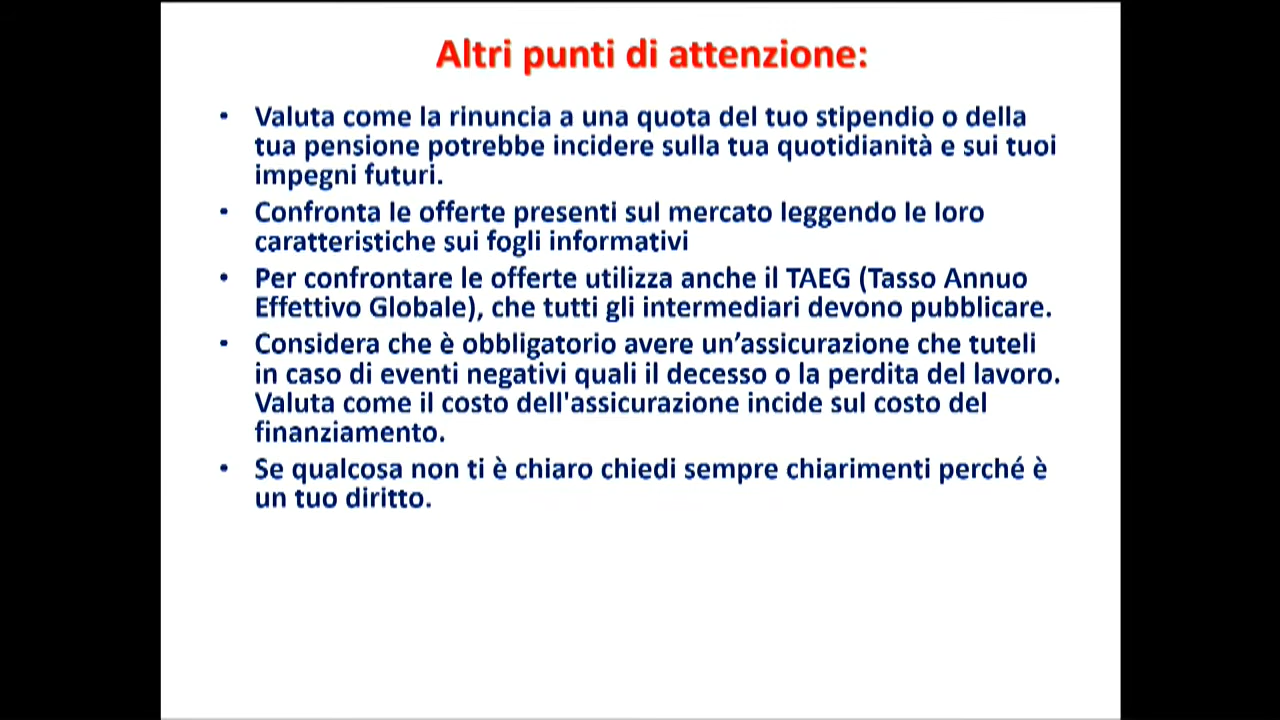 Altri punti di attenzione:
• Valuta come la rinuncia a una quota del tuo stipendio o della
tua pensione potrebbe incidere sulla tua quotidianità e sui tuoi
impegni futuri.
• Confronta le offerte presenti sul mercato leggendo le loro
caratteristiche sui fogli informativi
• Per confrontare le offerte utilizza anche il TAEG (Tasso Annuo
Effettivo Globale), che tutti gli intermediari devono pubblicare.
• Considera che è obbligatorio avere un’assicurazione che tuteli
in caso di eventi negativi quali il decesso o la perdita del lavoro.
Valuta come il costo dell'assicurazione incide sul costo del
finanziamento.
• Se qualcosa non ti è chiaro chiedi sempre chiarimenti perché è
un tuo diritto.